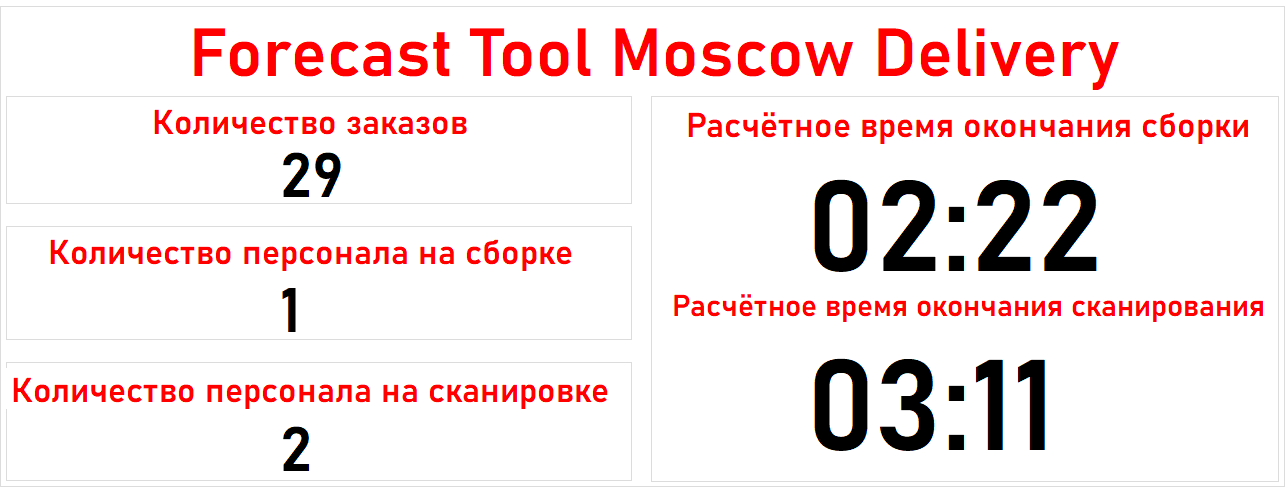 Forecast Tool Moscow Delivery
Количество заказов
29
Количество персонала на сборке
1
Количество персонала на сканировке
2
Расчётное время окончания сборки
02:22
Расчётное время окончания сканирования
03:11